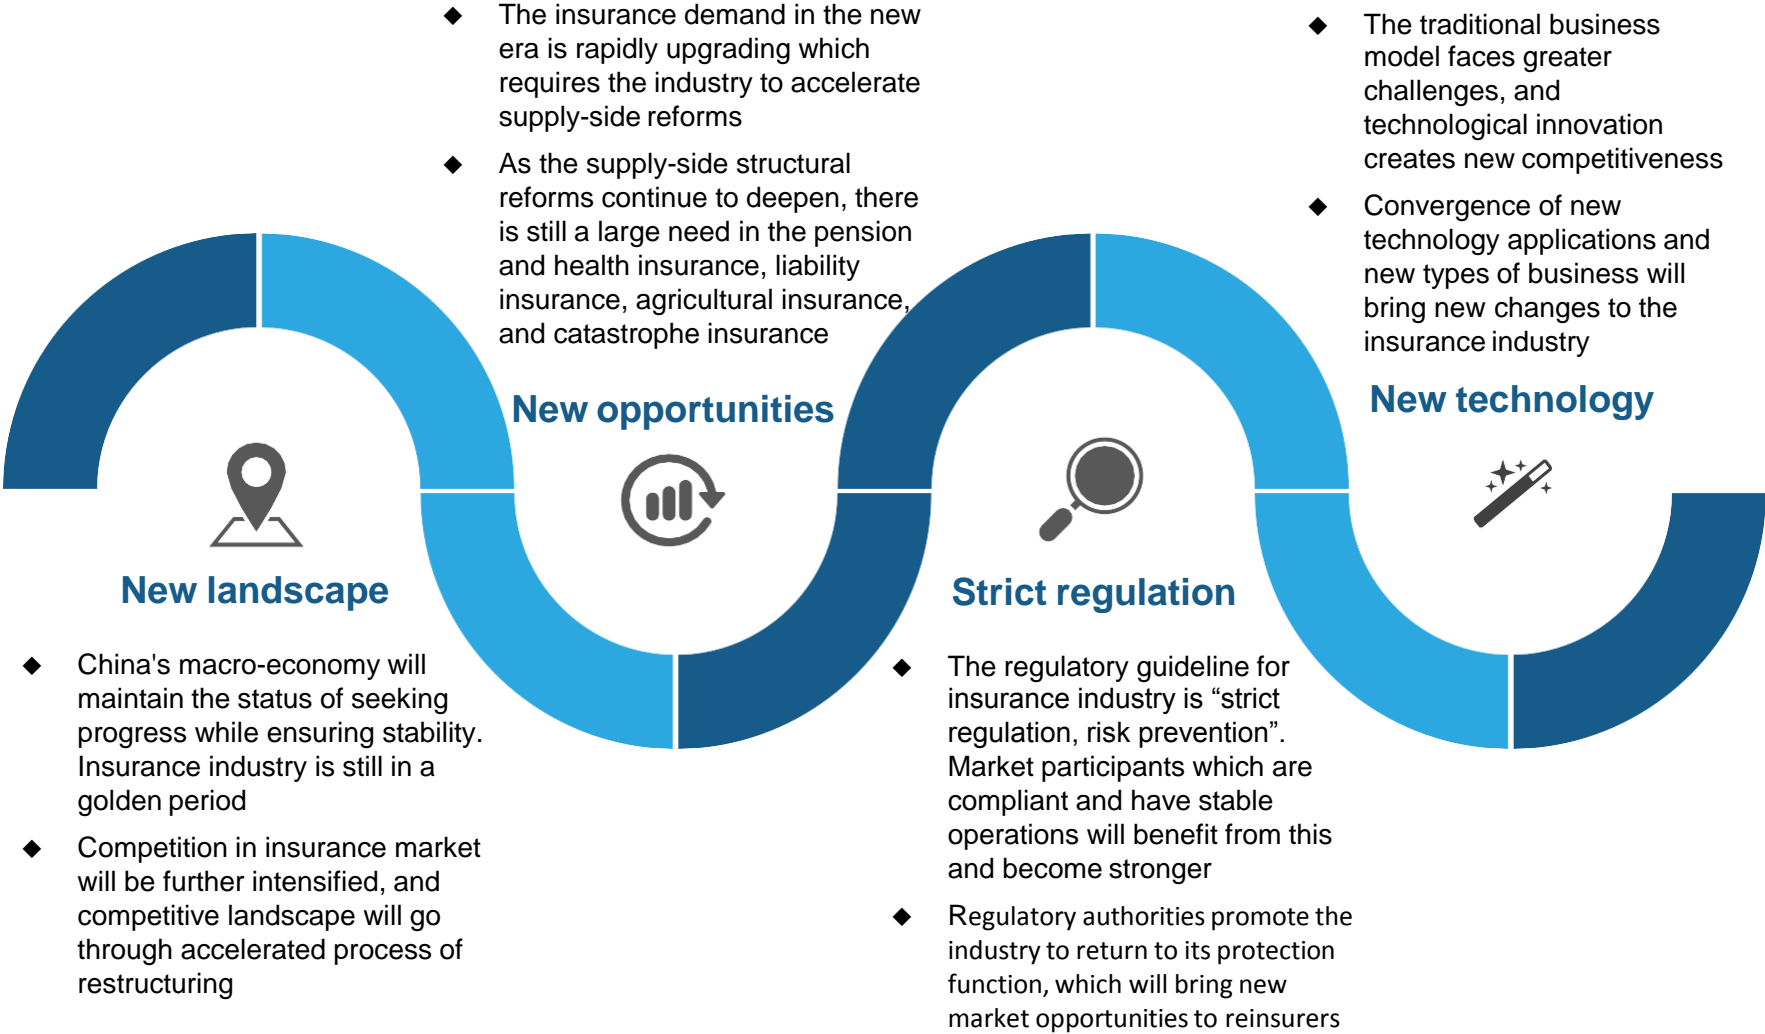 ◆ The insurance demand in the new
era is rapidly upgrading which
requires the industry to accelerate
supply-side reforms
◆ As the supply-side structural
reforms continue to deepen, there
is still a large need in the pension
and health insurance, liability
insurance, agricultural insurance,
and catastrophe insurance
New opportunities
◆ The traditional business
model faces greater
challenges, and
technological innovation
creates new competitiveness
◆ Convergence of new
technology applications and
new types of business will
bring new changes to the
insurance industry
New technology
New landscape
◆ China's macro-economy will
maintain the status of seeking
progress while ensuring stability.
Insurance industry is still in a
golden period
◆ Competition in insurance market
will be further intensified, and
competitive landscape will go
through accelerated process of
restructuring
Strict regulation
◆ The regulatory guideline for
insurance industry is “strict
regulation, risk prevention”.
Market participants which are
compliant and have stable
operations will benefit from this
and become stronger
◆ Regulatory authorities promote the
industry to return to its protection
function, which will bring new
market opportunities to reinsurers